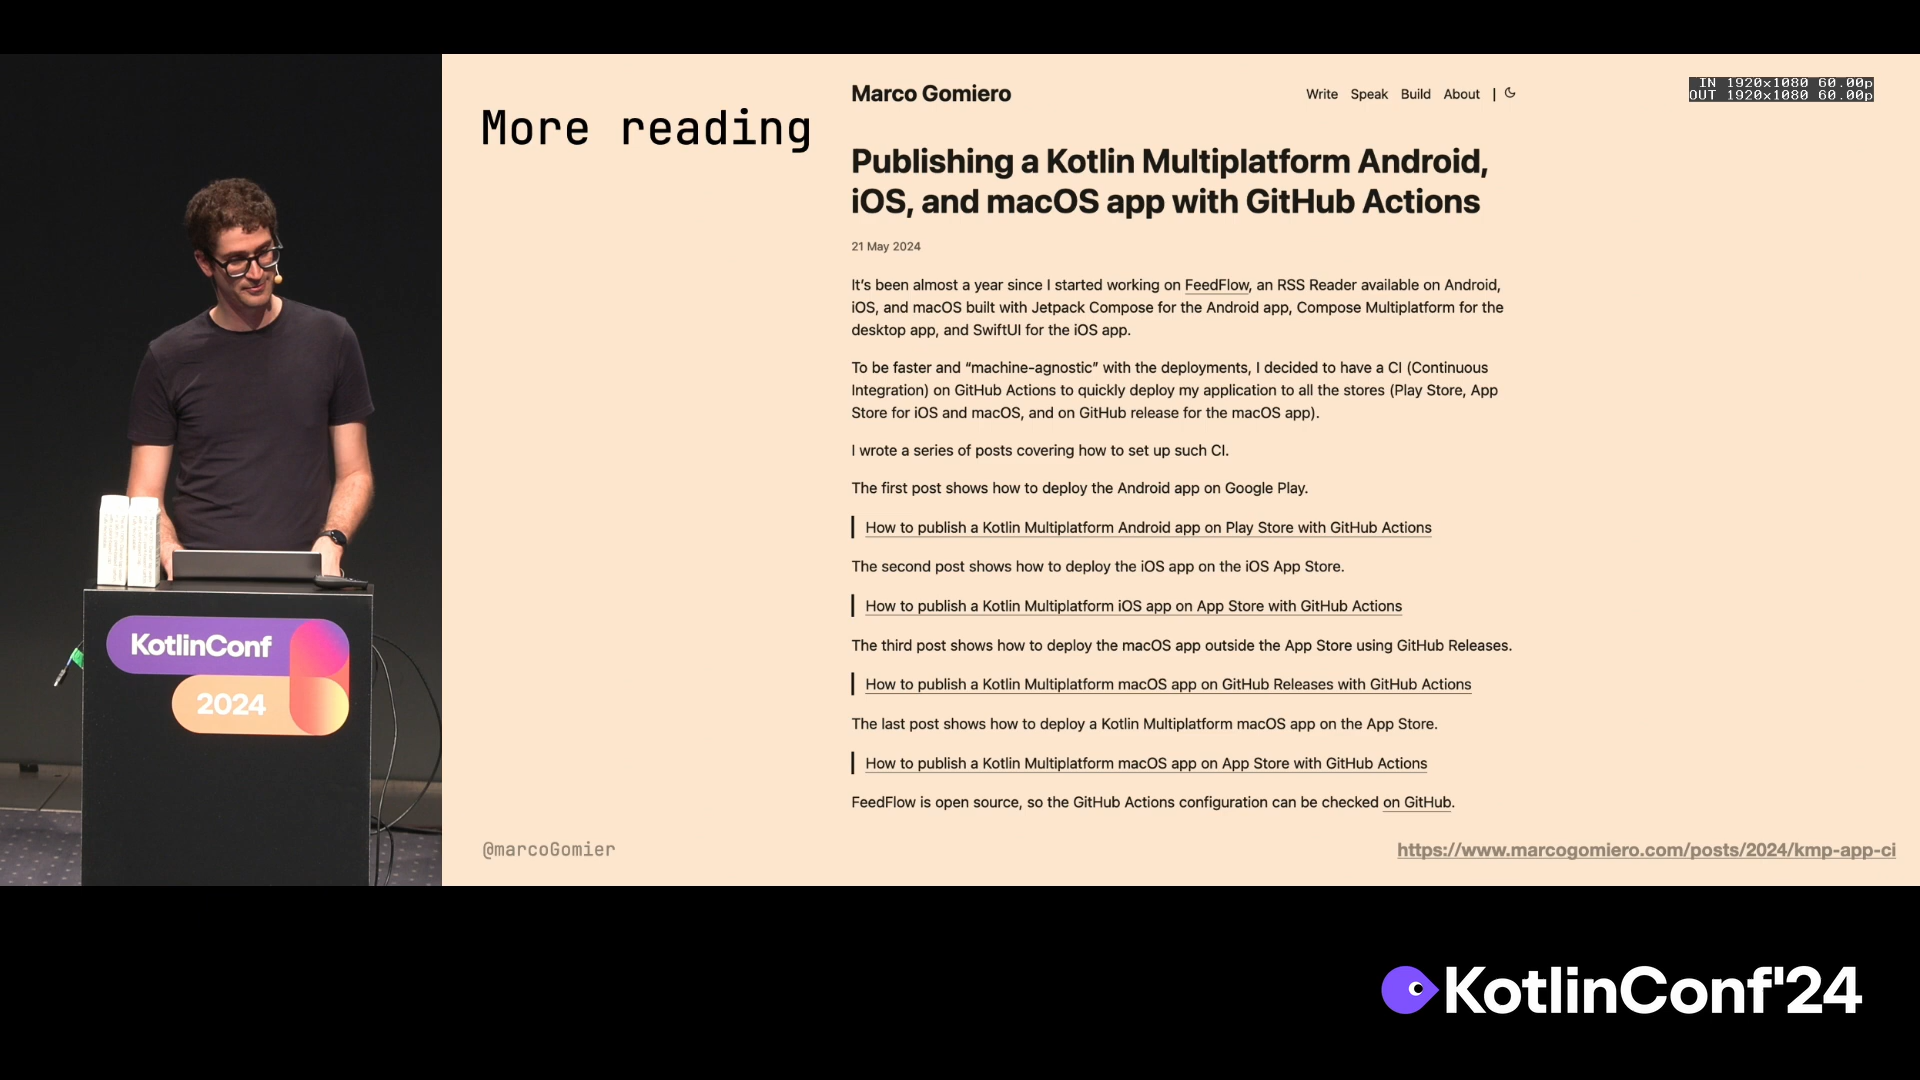 IN 1920x1080 60.00p
OUT 1920x1080 60.00p
More reading
Marco Gomiero
Write Speak Build About |
Publishing a Kotlin Multiplatform Android,
iOS, and macOS app with GitHub Actions
21 May 2024
It’s been almost a year since I started working on FeedFlow, an RSS Reader available on Android,
iOS, and macOS built with Jetpack Compose for the Android app, Compose Multiplatform for the
desktop app, and SwiftUI for the iOS app.
To be faster and “machine-agnostic” with the deployments, I decided to have a CI (Continuous
Integration) on GitHub Actions to quickly deploy my application to all the stores (Play Store, App
Store for iOS and macOS, and on GitHub release for the macOS app).
I wrote a series of posts covering how to set up such CI.
The first post shows how to deploy the Android app on Google Play.
How to publish a Kotlin Multiplatform Android app on Play Store with GitHub Actions
The second post shows how to deploy the iOS app on the iOS App Store.
How to publish a Kotlin Multiplatform iOS app on App Store with GitHub Actions
The third post shows how to deploy the macOS app outside the App Store using GitHub Releases.
How to publish a Kotlin Multiplatform macOS app on GitHub Releases with GitHub Actions
The last post shows how to deploy a Kotlin Multiplatform macOS app on the App Store.
How to publish a Kotlin Multiplatform macOS app on App Store with GitHub Actions
FeedFlow is open source, so the GitHub Actions configuration can be checked on GitHub.
@marcoGomier
https://www.marcogomiero.com/posts/2024/kmp-app-ci
KotlinConf
2024
KotlinConf'24